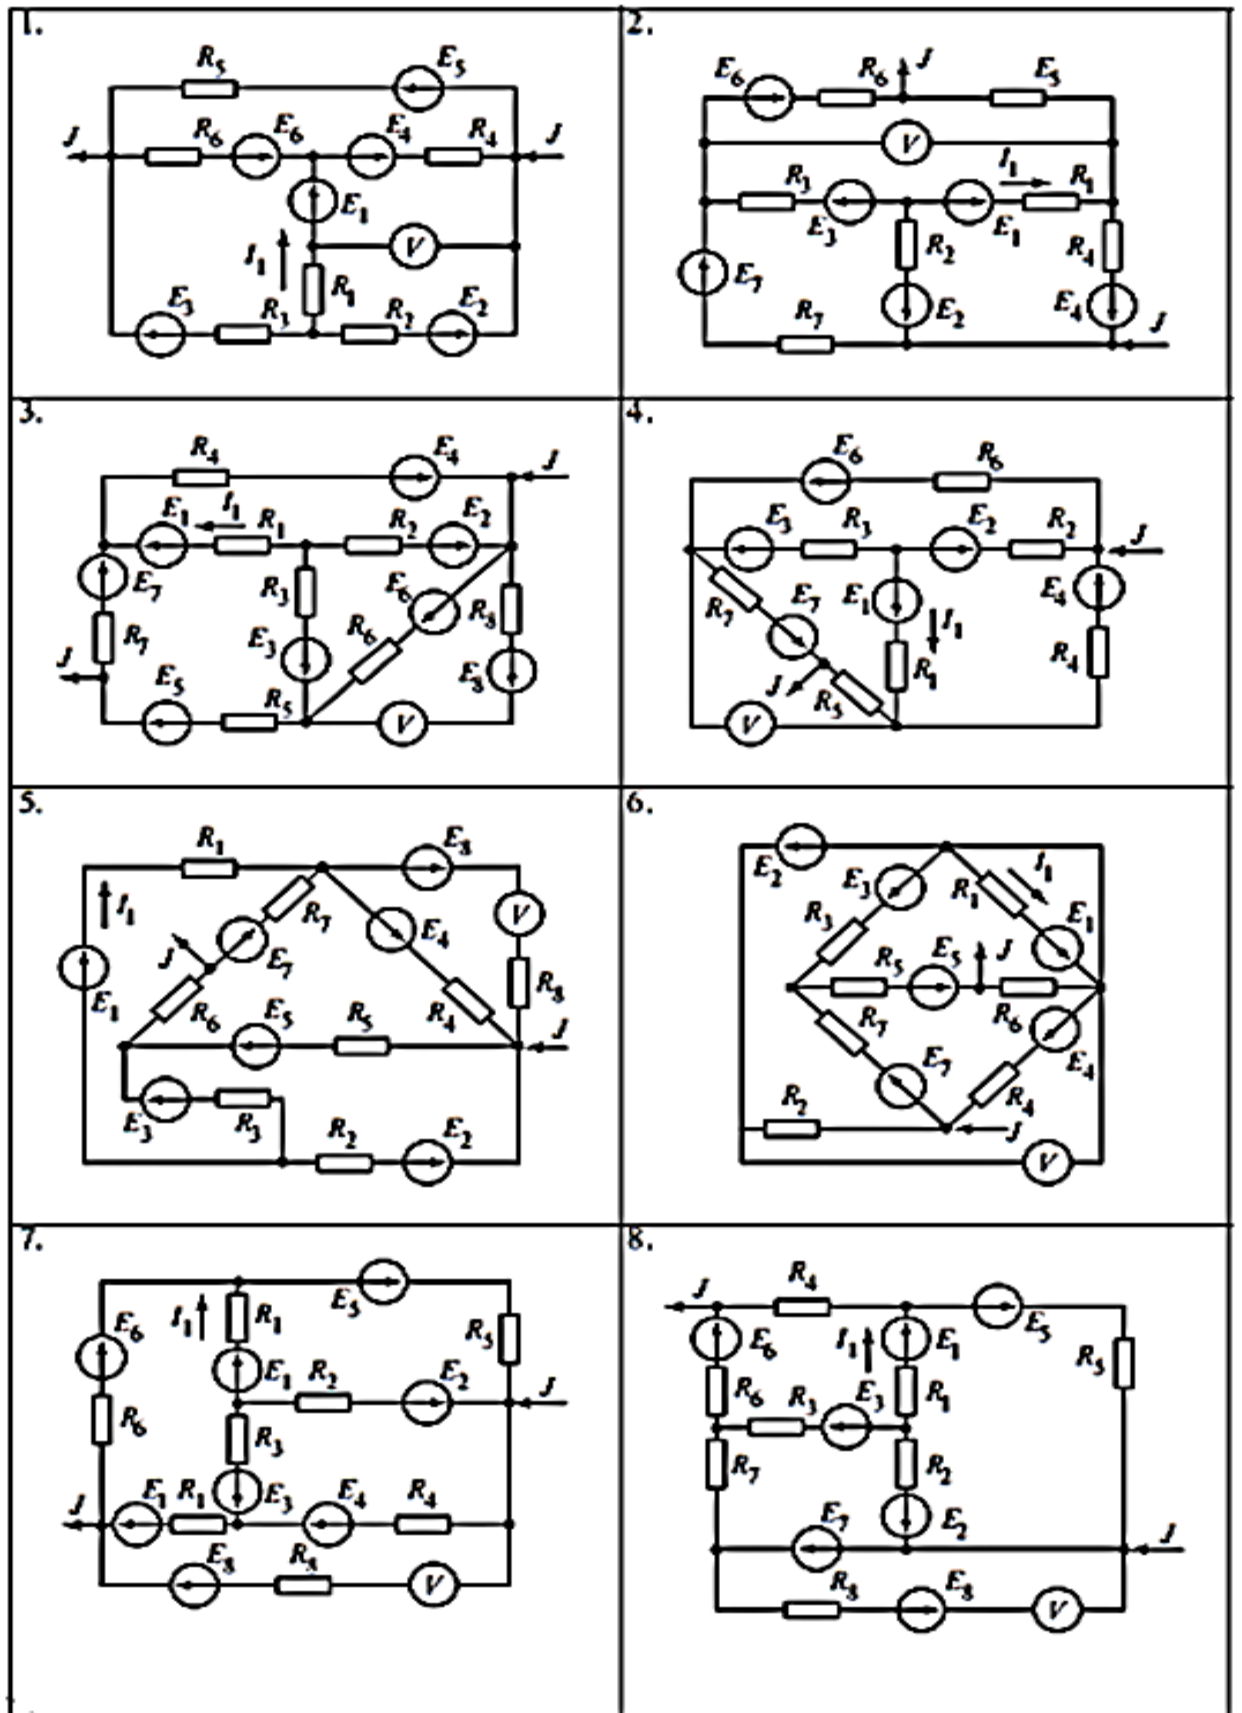 1.
R5 E5
J R6 E6 E4 R4 J
E1
I1 V
R1
E3 R3 R2 E2
2.
E6 R6 J E5
V
I1
R3 R1
E3 E1
R2 R4
E7
E2 E4
R7 J
3.
R4 E4 J
E1 I1 R1 R2 E2
E7
R3 E6 R8
R7 R6
J E3 E8
E5 R5 V
4.
E6 R6
E3 R3 E2 R2 J
R7 E7 E1 I1 E4
J R1 R4
R5
V
5.
R1 E8
I1 R7 V
J E7 E4
E1 R6 R8
E5 R5 R4 J
E3 R3 R2 E2
6.
E2 E3 R1 I1
R3 E1
R5 E5 J
R7 R6
E7 E4
R2 R4
J
V
7.
E5
I1 R1
E6 R5
E1 R2 E2 J
R6 R3
J E1 R1 E3 E4 R4
E8 R8 V
8.
J R4
E6 I1 E1 E5
R5
R6 R3 E3 R1
R7 R2
E7 E2 J
R8 E8 V